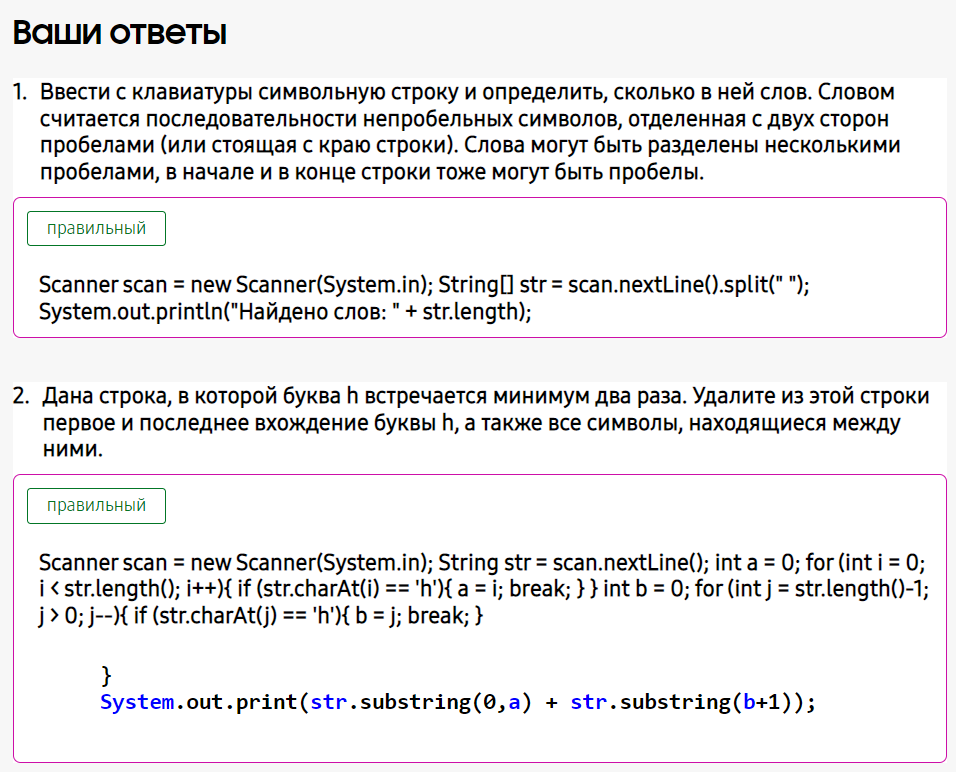 Ваши ответы
1. Ввести с клавиатуры символьную строку и определить, сколько в ней слов. Словом
считается последовательности непробельных символов, отделенная с двух сторон
пробелами (или стоящая с краю строки). Слова могут быть разделены несколькими
пробелами, в начале и в конце строки тоже могут быть пробелы.
правильный
Scanner scan = new Scanner(System.in); String[] str = scan.nextLine().split(" ");
System.out.println("Найдено слов: " + str.length);
2. Дана строка, в которой буква h встречается минимум два раза. Удалите из этой строки
первое и последнее вхождение буквы h, а также все символы, находящиеся между
ними.
правильный
Scanner scan = new Scanner(System.in); String str = scan.nextLine(); int a = 0; for (int i = 0;
i < str.length(); i++){ if (str.charAt(i) == 'h'){ a = i; break; } } int b = 0; for (int j = str.length()-1;
j > 0; j--){ if (str.charAt(j) == 'h'){ b = j; break; }
}
System.out.print(str.substring(0,a) + str.substring(b+1));